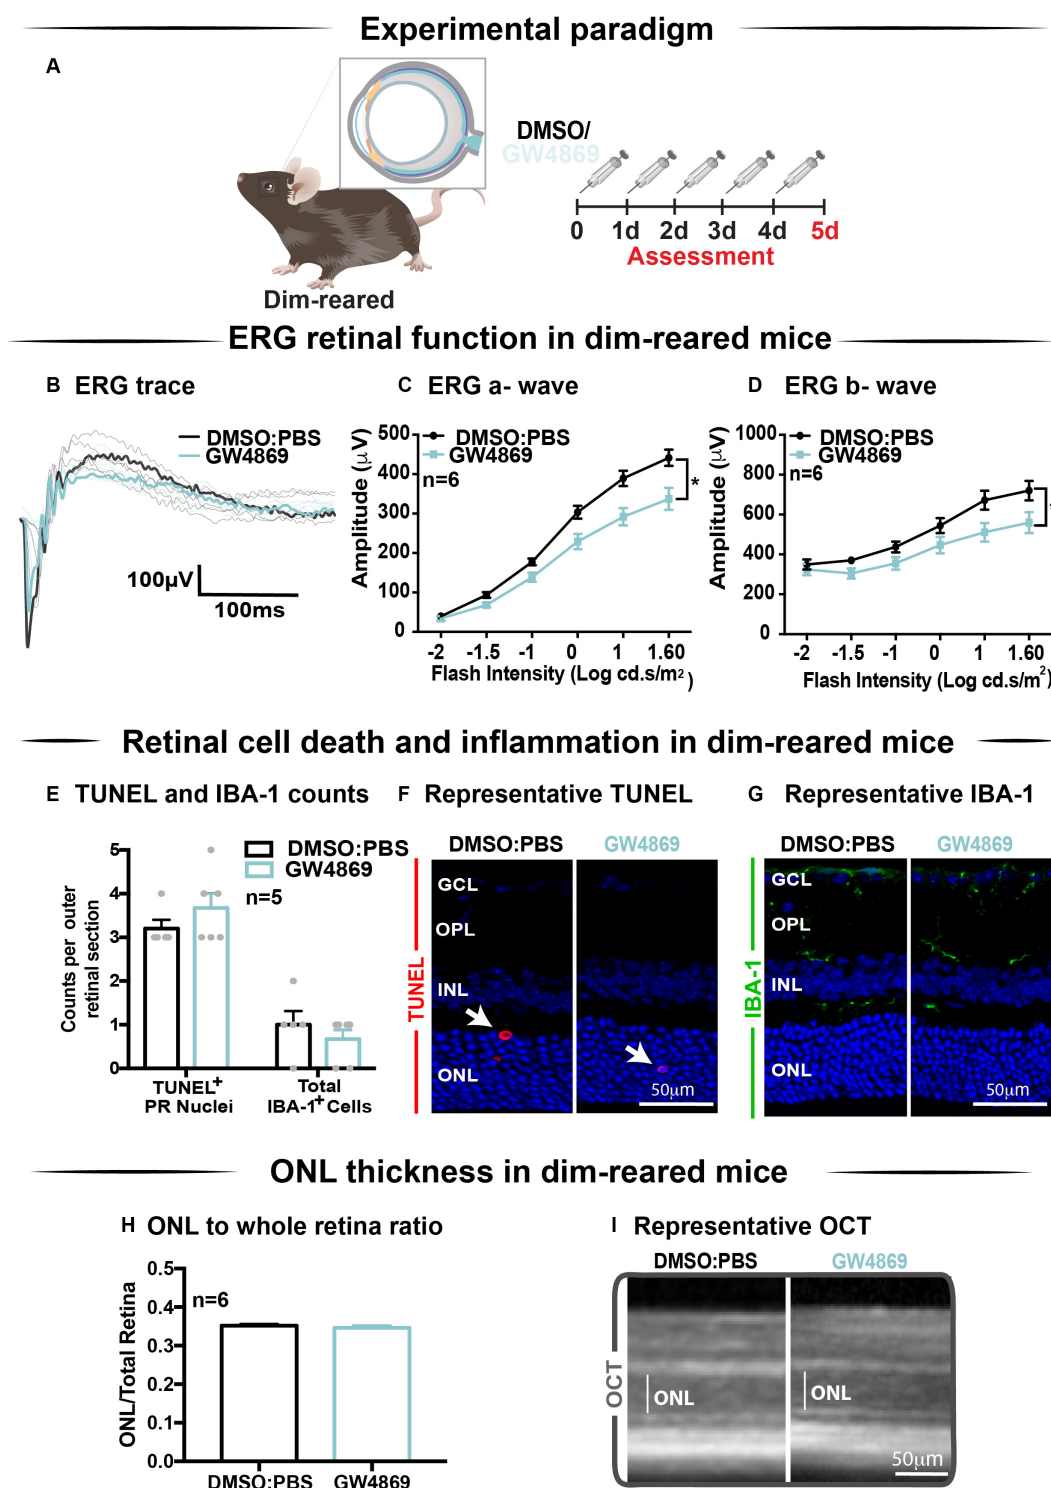 Experimental paradigm
A
DMSO/
GW4869
0 1d 2d 3d 4d 5d
Assessment
Dim-reared
ERG retinal function in dim-reared mice
B ERG trace
DMSO:PBS
GW4869
100μV
100ms
C ERG a- wave
Amplitude (μV)
500
400
300
200
100
0
DMSO:PBS
GW4869
n=6
*
-2 -1.5 -1 0 1 1.60
Flash Intensity (Log cd.s/m²)
D ERG b- wave
Amplitude (μV)
1000
800
600
400
200
0
DMSO:PBS
GW4869
n=6
-2 -1.5 -1 0 1 1.60
Flash Intensity (Log cd.s/m²)
Retinal cell death and inflammation in dim-reared mice
E TUNEL and IBA-1 counts
Counts per outer
retinal section
5
4
3
2
1
0
DMSO:PBS
GW4869
n=5
TUNEL⁺
PR Nuclei
Total
IBA-1⁺ Cells
F Representative TUNEL
DMSO:PBS GW4869
TUNEL
GCL
OPL
INL
ONL
50μm
G Representative IBA-1
DMSO:PBS GW4869
IBA-1
GCL
OPL
INL
ONL
50μm
ONL thickness in dim-reared mice
H ONL to whole retina ratio
ONL/Total Retina
0.5
0.4
0.3
0.2
0.1
0.0
n=6
DMSO:PBS GW4869
I Representative OCT
DMSO:PBS GW4869
OCT
ONL
ONL
50μm